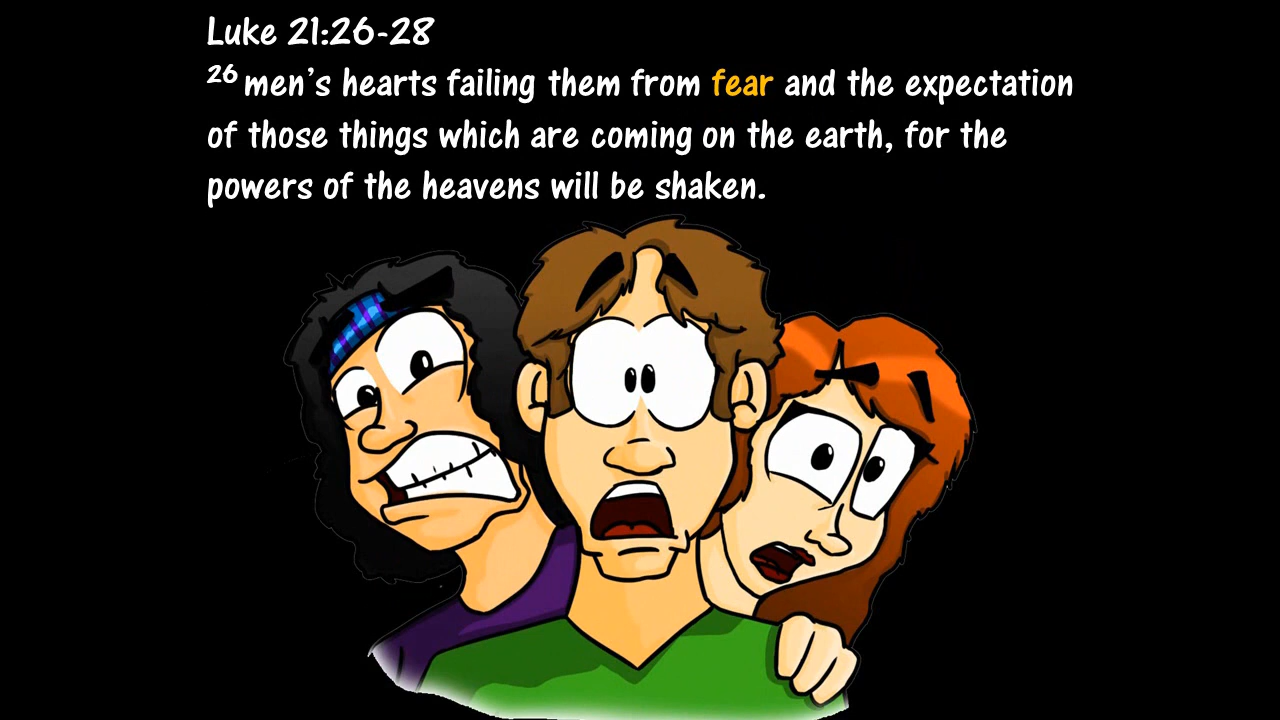 Luke 21:26-28
26 men’s hearts failing them from fear and the expectation
of those things which are coming on the earth, for the
powers of the heavens will be shaken.